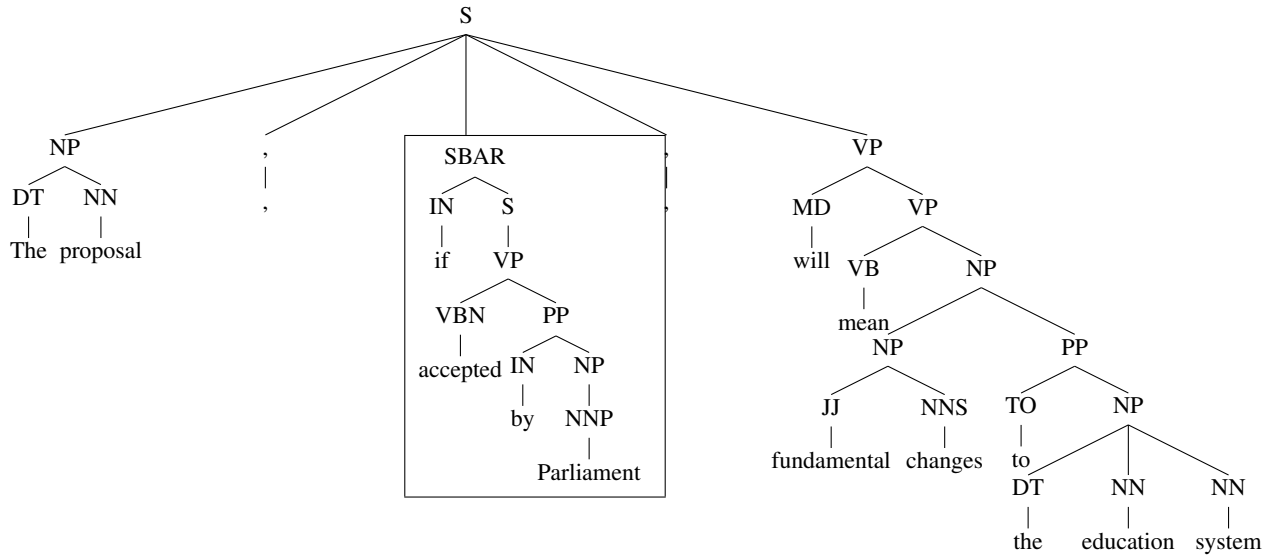 S
NP , SBAR , VP
DT NN , IN S , MD VP
The proposal if VP will VB NP
VBN PP mean
accepted IN NP NP PP
by NNP JJ NNS TO NP
Parliament fundamental changes to
DT NN NN
the education system